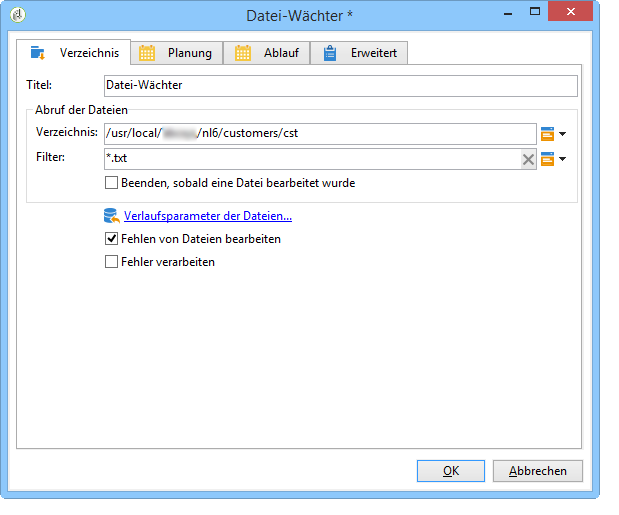 Datei-Wächter *
Verzeichnis Planung Ablauf Erweitert
Titel: Datei-Wächter
Abruf der Dateien
Verzeichnis: /usr/local/ /nl6/customers/cst
Filter: *.txt
Beenden, sobald eine Datei bearbeitet wurde
Verlaufsparameter der Dateien...
Fehlen von Dateien bearbeiten
Fehler verarbeiten
OK Abbrechen